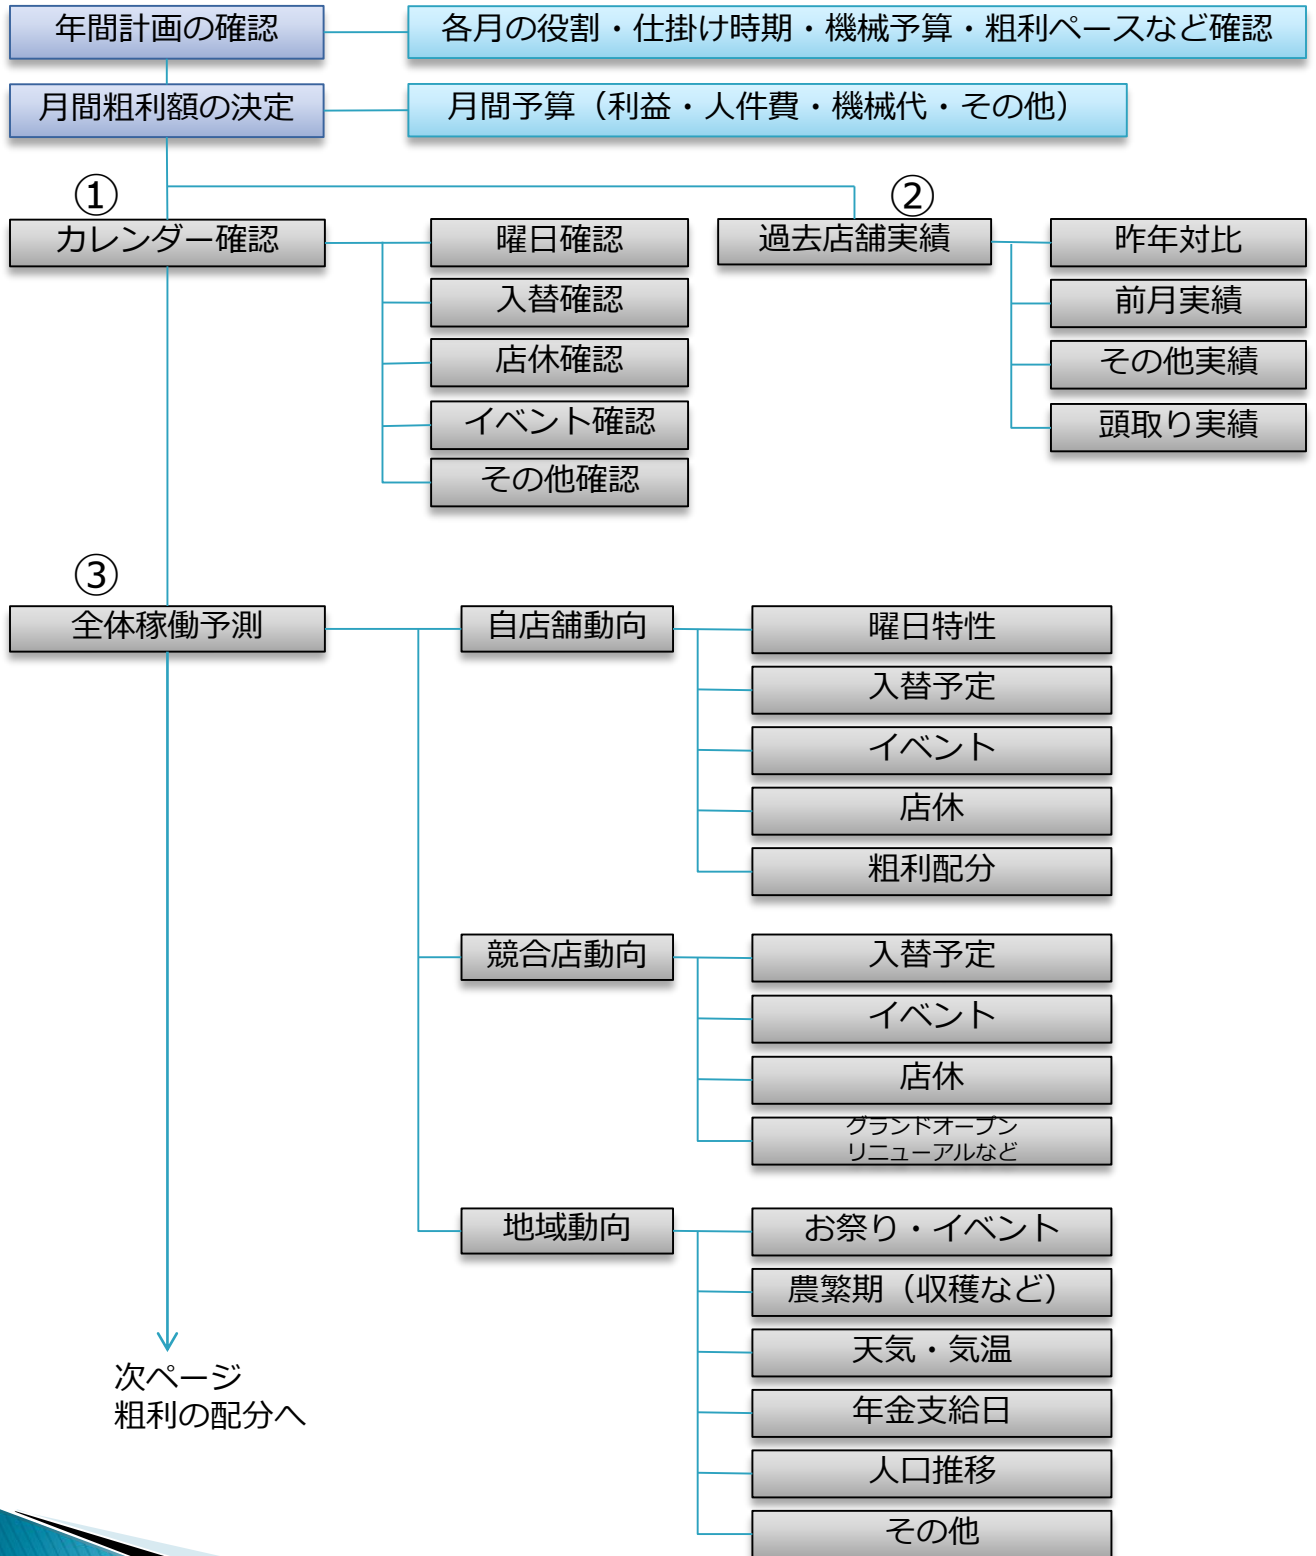 年間計画の確認
各月の役割・仕掛け時期・機械予算・粗利ペースなど確認
月間粗利額の決定
月間予算（利益・人件費・機械代・その他）
①
カレンダー確認
曜日確認
入替確認
店休確認
イベント確認
その他確認
②
過去店舗実績
昨年対比
前月実績
その他実績
頭取り実績
③
全体稼働予測
自店舗動向
曜日特性
入替予定
イベント
店休
粗利配分
競合店動向
入替予定
イベント
店休
グランドオープン
リニューアルなど
地域動向
お祭り・イベント
農繁期（収穫など）
天気・気温
年金支給日
人口推移
その他
次ページ
粗利の配分へ